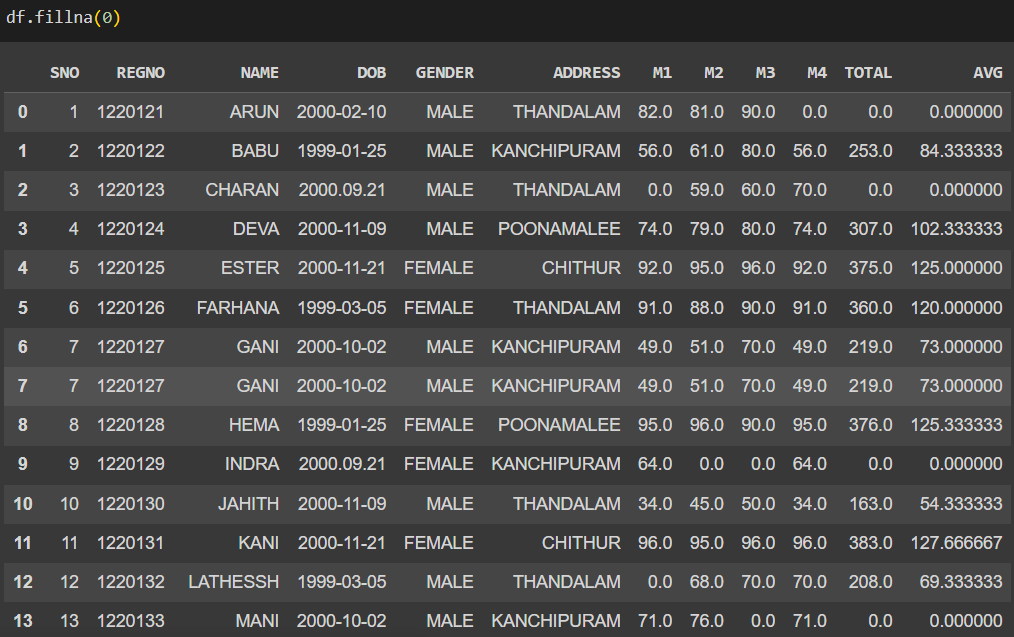 df.fillna(0)
SNO REGNO NAME DOB GENDER ADDRESS M1 M2 M3 M4 TOTAL AVG
0 1 1220121 ARUN 2000-02-10 MALE THANDALAM 82.0 81.0 90.0 0.0 0.0 0.000000
1 2 1220122 BABU 1999-01-25 MALE KANCHIPURAM 56.0 61.0 80.0 56.0 253.0 84.333333
2 3 1220123 CHARAN 2000.09.21 MALE THANDALAM 0.0 59.0 60.0 70.0 0.0 0.000000
3 4 1220124 DEVA 2000-11-09 MALE POONAMALEE 74.0 79.0 80.0 74.0 307.0 102.333333
4 5 1220125 ESTER 2000-11-21 FEMALE CHITHUR 92.0 95.0 96.0 92.0 375.0 125.000000
5 6 1220126 FARHANA 1999-03-05 FEMALE THANDALAM 91.0 88.0 90.0 91.0 360.0 120.000000
6 7 1220127 GANI 2000-10-02 MALE KANCHIPURAM 49.0 51.0 70.0 49.0 219.0 73.000000
7 7 1220127 GANI 2000-10-02 MALE KANCHIPURAM 49.0 51.0 70.0 49.0 219.0 73.000000
8 8 1220128 HEMA 1999-01-25 FEMALE POONAMALEE 95.0 96.0 90.0 95.0 376.0 125.333333
9 9 1220129 INDRA 2000.09.21 FEMALE KANCHIPURAM 64.0 0.0 0.0 64.0 0.0 0.000000
10 10 1220130 JAHITH 2000-11-09 MALE THANDALAM 34.0 45.0 50.0 34.0 163.0 54.333333
11 11 1220131 KANI 2000-11-21 FEMALE CHITHUR 96.0 95.0 96.0 96.0 383.0 127.666667
12 12 1220132 LATHESSH 1999-03-05 MALE THANDALAM 0.0 68.0 70.0 70.0 208.0 69.333333
13 13 1220133 MANI 2000-10-02 MALE KANCHIPURAM 71.0 76.0 0.0 71.0 0.0 0.000000